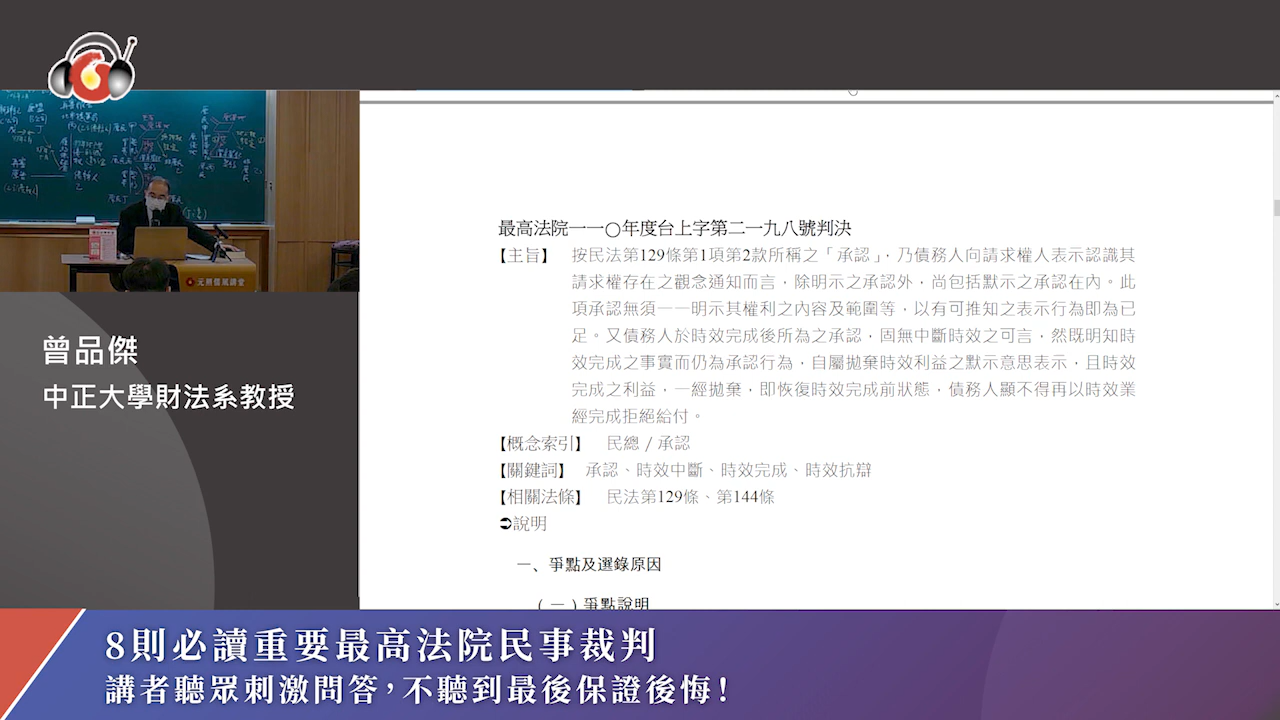 最高法院一一〇年度台上字第二一九八號判決
【主旨】 按民法第129條第1項第2款所稱之「承認」，乃債務人向請求權人表示認識其
請求權存在之觀念通知而言，除明示之承認外，尚包括默示之承認在內。此
項承認無須一一明示其權利之內容及範圍等，以有可推知之表示行為即為已
足。又債務人於時效完成後所為之承認，固無中斷時效之可言，然既明知時
效完成之事實而仍為承認行為，自屬拋棄時效利益之默示意思表示，且時效
完成之利益，一經拋棄，即恢復時效完成前狀態，債務人顯不得再以時效業
經完成拒絕給付。
【概念索引】 民總／承認
【關鍵詞】 承認、時效中斷、時效完成、時效抗辯
【相關法條】 民法第129條、第144條
➲說明
一、爭點及選錄原因
（一）爭點說明
元照值風講堂
曾品傑
中正大學財法系教授
8則必讀重要最高法院民事裁判
講者聽眾刺激問答，不聽到最後保證後悔！